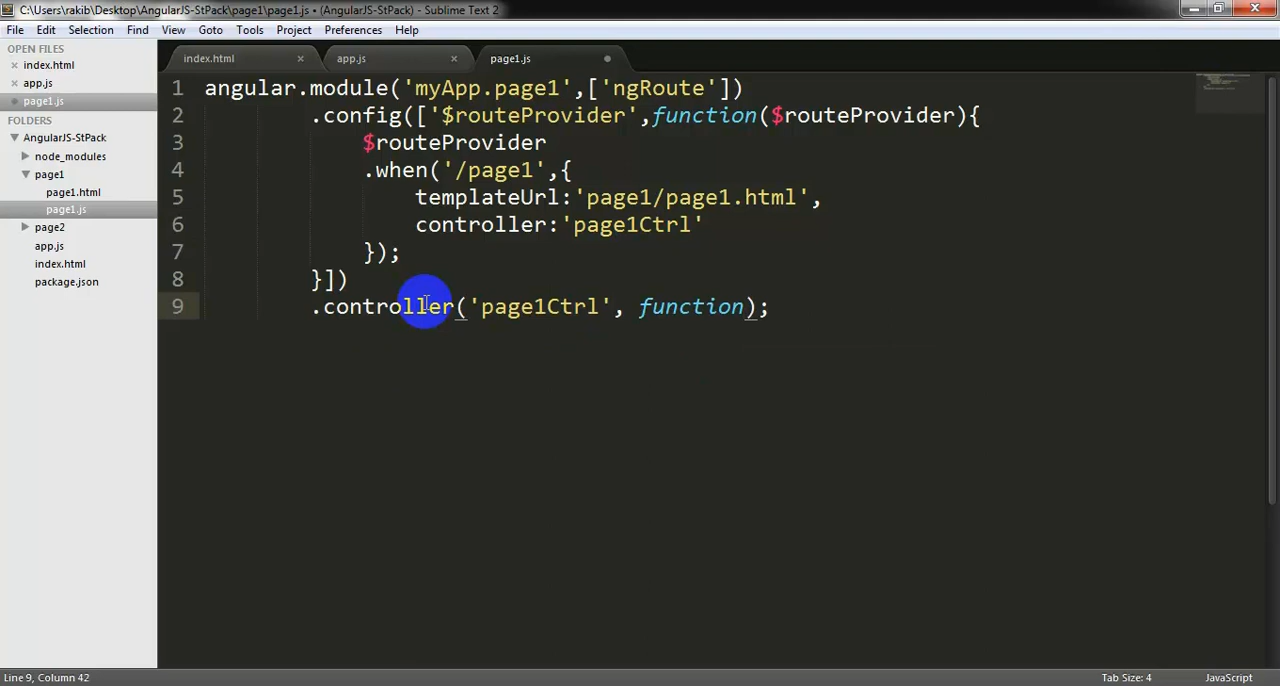 C:\Users\rakib\Desktop\AngularJS-StPack\page1\page1.js • (AngularJS-StPack) - Sublime Text 2
File Edit Selection Find View Goto Tools Project Preferences Help
OPEN FILES
index.html
app.js
page1.js
FOLDERS
AngularJS-StPack
node_modules
page1
page1.html
page1.js
page2
app.js
index.html
package.json
index.html app.js page1.js
1 angular.module('myApp.page1',['ngRoute'])
2 .config(['$routeProvider',function($routeProvider){
3 $routeProvider
4 .when('/page1',{
5 templateUrl:'page1/page1.html',
6 controller:'page1Ctrl'
7 });
8 }])
9 .controller('page1Ctrl', function);
Line 9, Column 42 Tab Size: 4 JavaScript